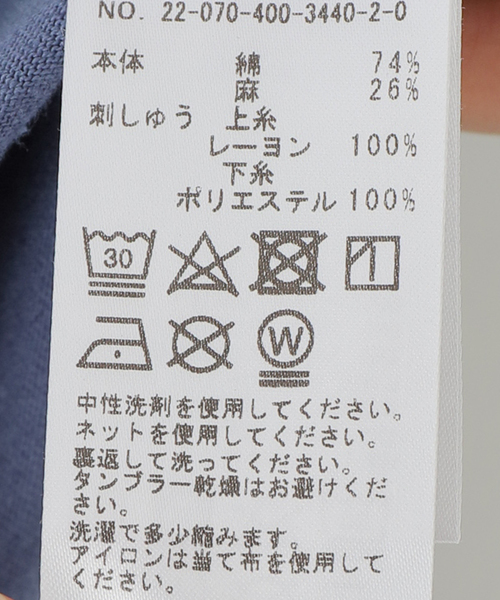 NO. 22-070-400-3440-2-0
本体 綿 74%
麻 26%
刺しゅう 上糸
レーヨン 100%
下糸
ポリエステル 100%
30
W
中性洗剤を使用してください。
ネットを使用してください。
裏返して洗ってください。
タンブラー乾燥はお避けくだ
さい。
洗濯で多少縮みます。
アイロンは当て布を使用して
ください。